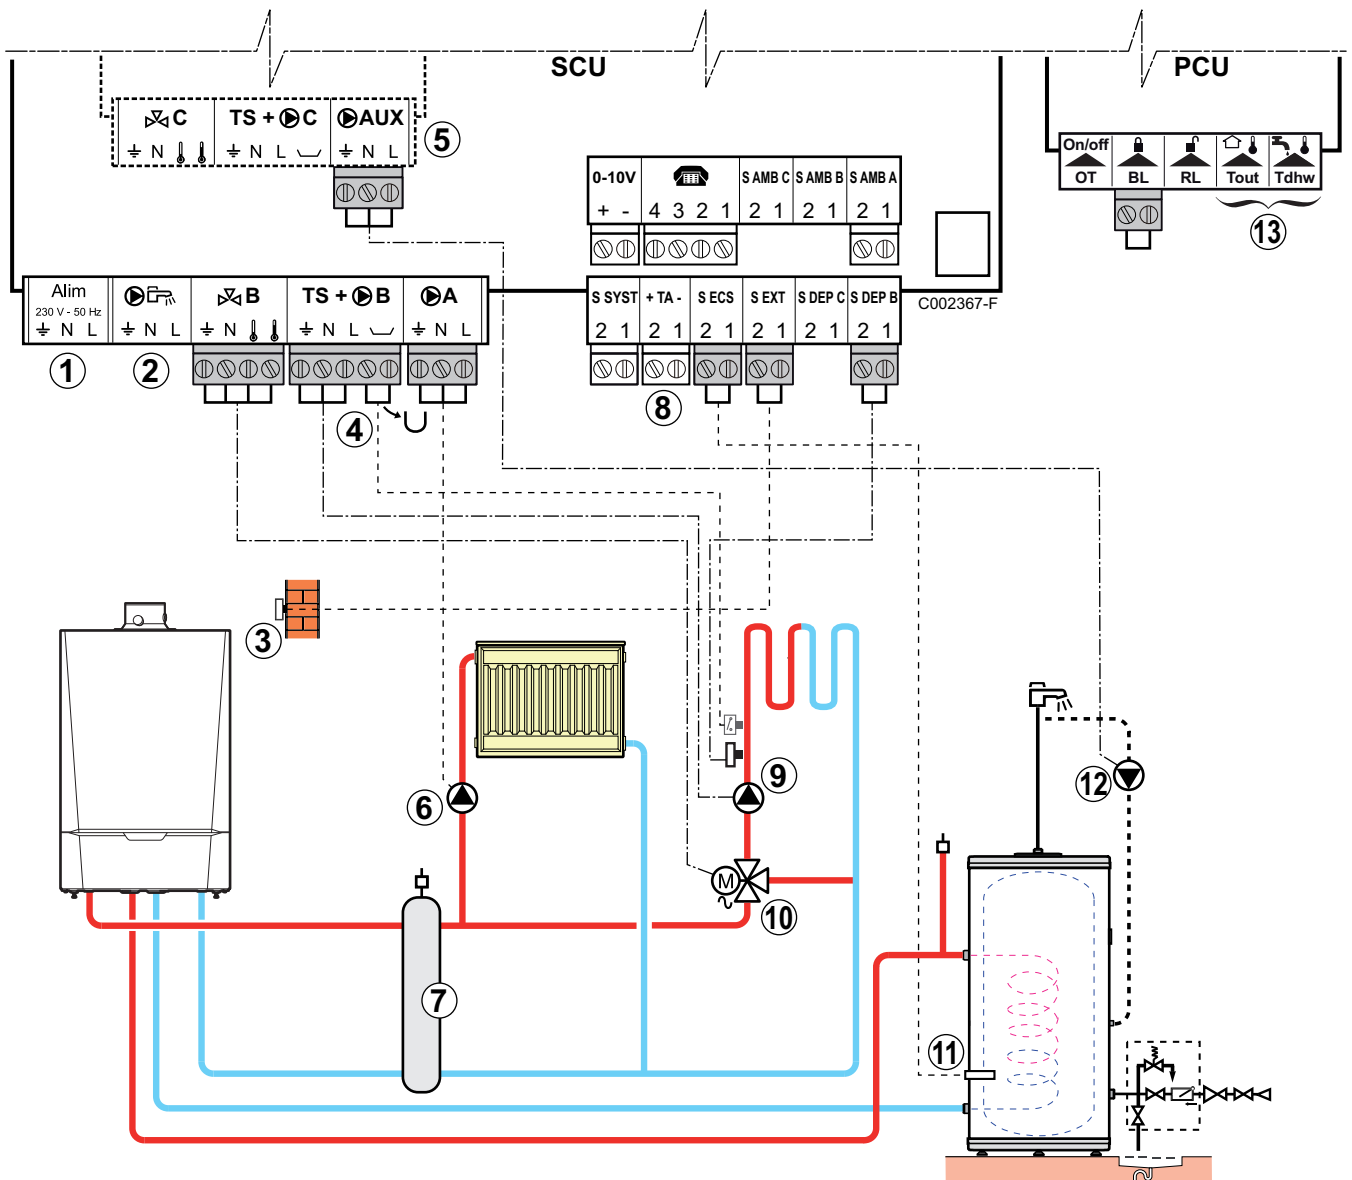 SCU
PCU
C
TS + C
AUX
N
N L
N L
5
On/off
OT
BL
RL
Tout
Tdhw
13
0-10V
S AMB C
S AMB B
S AMB A
+ -
4 3 2 1
2 1
2 1
2 1
Alim
230 V - 50 Hz
N L
N L
B
N
TS + B
N L
A
N L
S SYST
+ TA -
S ECS
S EXT
S DEP C
S DEP B
2 1
2 1
2 1
2 1
2 1
2 1
C002367-F
1
2
4
8
3
6
9
12
M
10
7
11